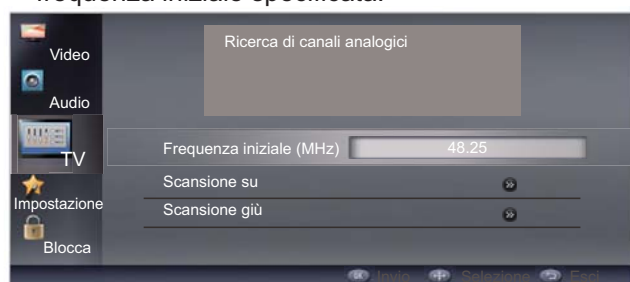 frequenza iniziale specificata.
Ricerca di canali analogici
Video
Audio
TV
Impostazione
Blocca
Frequenza iniziale (MHz) 48.25
Scansione su
Scansione giù
OK Invio Selezione Esci